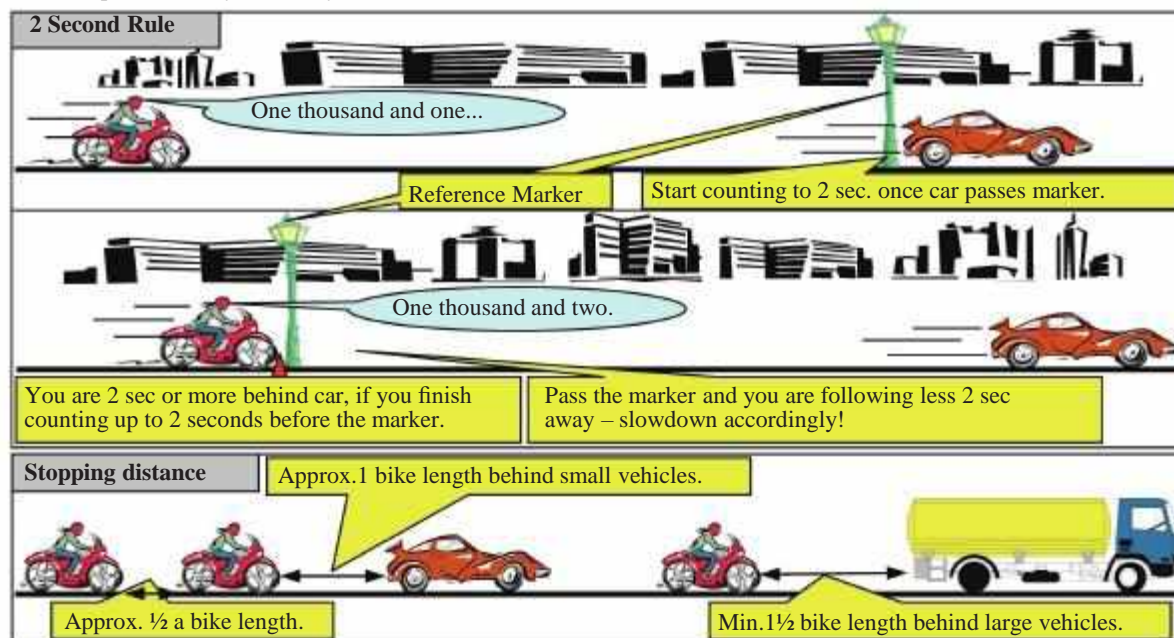 2 Second Rule
One thousand and one...
Reference Marker
Start counting to 2 sec. once car passes marker.
One thousand and two.
You are 2 sec or more behind car, if you finish
counting up to 2 seconds before the marker.
Pass the marker and you are following less 2 sec
away – slowdown accordingly!
Stopping distance
Approx.1 bike length behind small vehicles.
Approx. ½ a bike length.
Min.1½ bike length behind large vehicles.